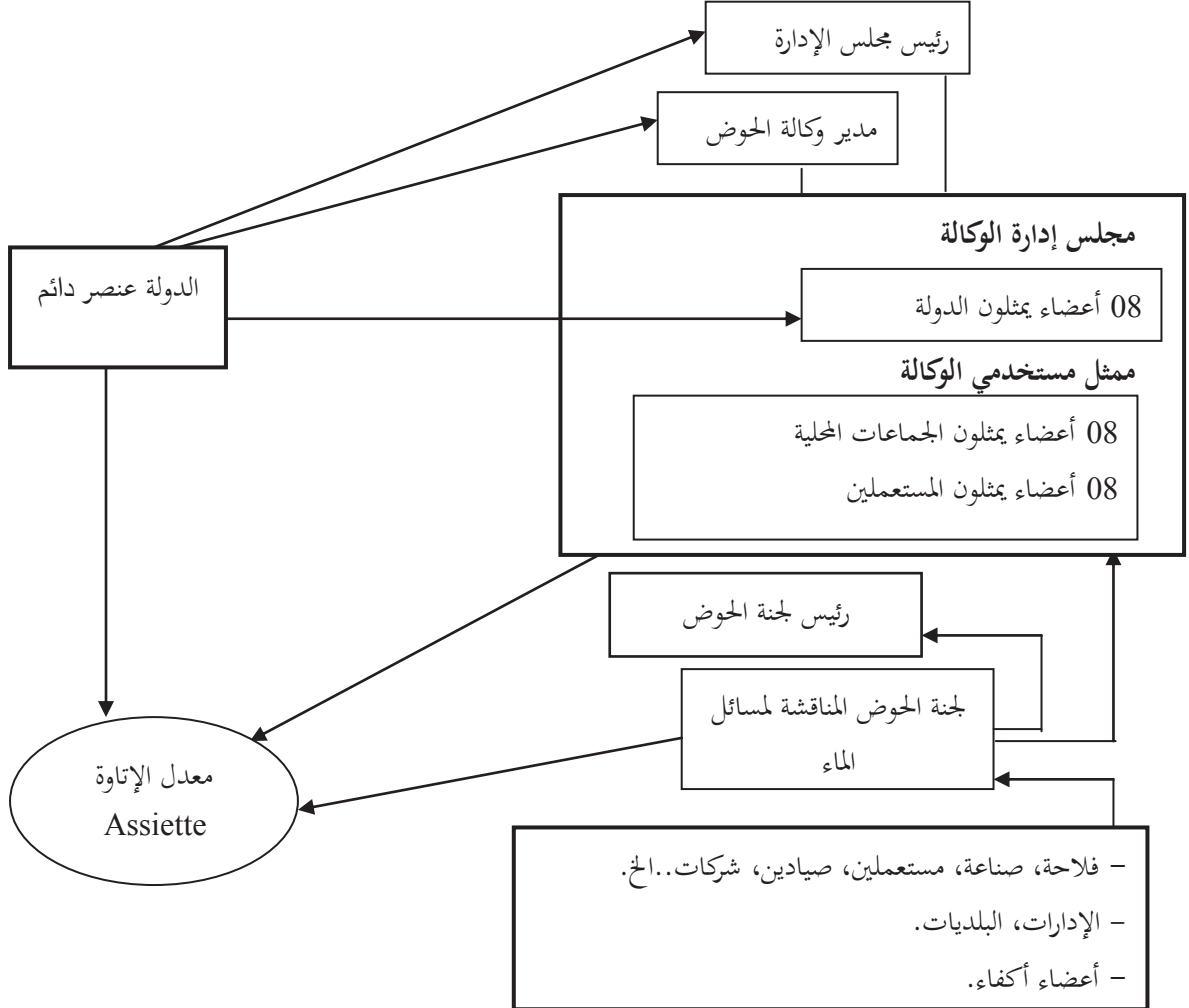 رئيس مجلس الإدارة
مدير وكالة الحوض
مجلس إدارة الوكالة
الدولة عنصر دائم
08 أعضاء يمثلون الدولة
ممثل مستخدمي الوكالة
08 أعضاء يمثلون الجماعات المحلية
08 أعضاء يمثلون المستعملين
رئيس لجنة الحوض
لجنة الحوض المناقشة لمسائل
الماء
معدل الإتاوة
Assiette
– فلاحة، صناعة، مستعملين، صيادين، شركات..الخ.
– الإدارات، البلديات.
– أعضاء أكفاء.